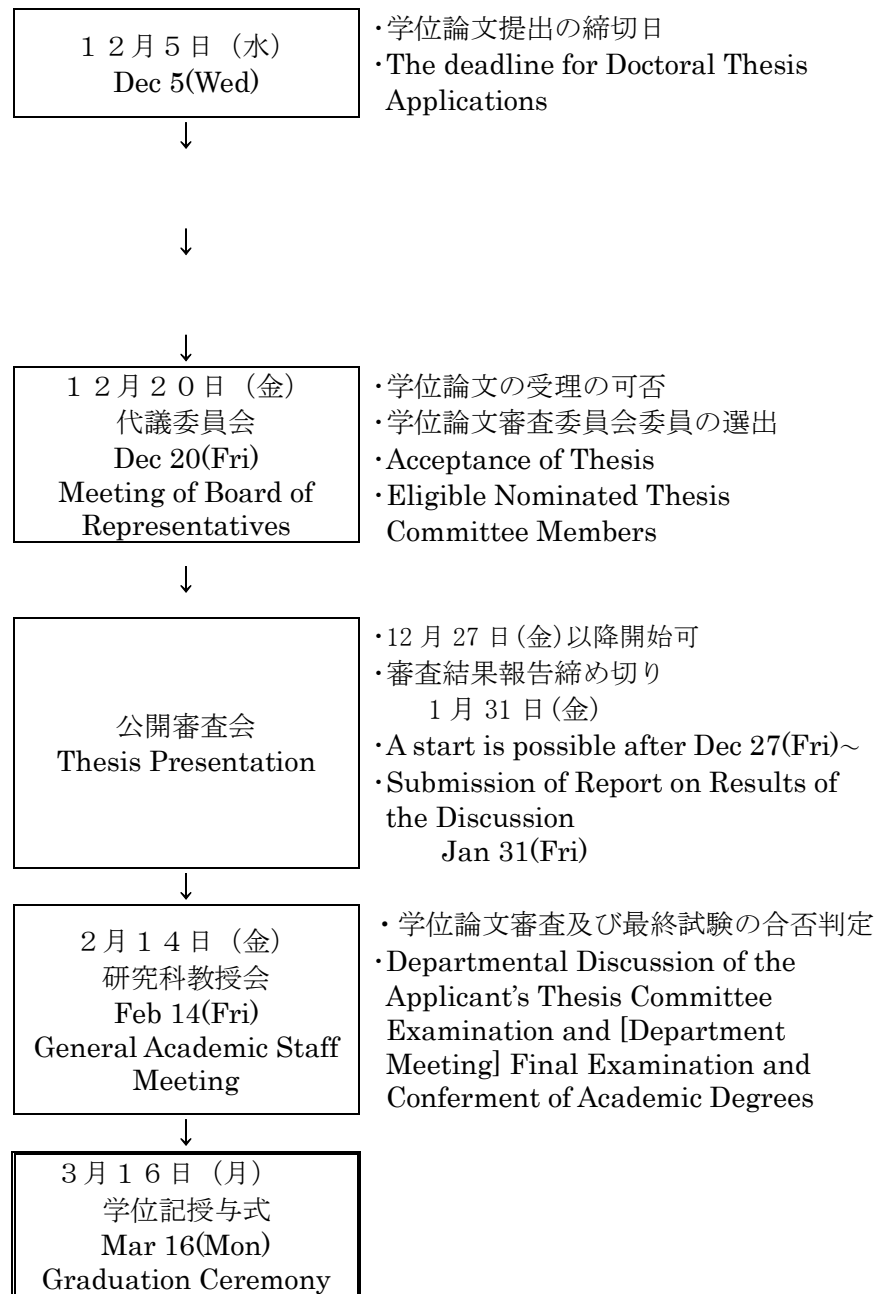 １２月５日（水）
Dec 5(Wed)
・学位論文提出の締切日
・The deadline for Doctoral Thesis
Applications
↓
↓
↓
１２月２０日（金）
代議委員会
Dec 20(Fri)
Meeting of Board of
Representatives
・学位論文の受理の可否
・学位論文審査委員会委員の選出
・Acceptance of Thesis
・Eligible Nominated Thesis
Committee Members
↓
公開審査会
Thesis Presentation
・12 月 27 日(金)以降開始可
・審査結果報告締め切り
1 月 31 日(金)
・A start is possible after Dec 27(Fri)~
・Submission of Report on Results of
the Discussion
Jan 31(Fri)
↓
２月１４日（金）
研究科教授会
Feb 14(Fri)
General Academic Staff
Meeting
・学位論文審査及び最終試験の合否判定
・Departmental Discussion of the
Applicant’s Thesis Committee
Examination and [Department
Meeting] Final Examination and
Conferment of Academic Degrees
↓
３月１６日（月）
学位記授与式
Mar 16(Mon)
Graduation Ceremony